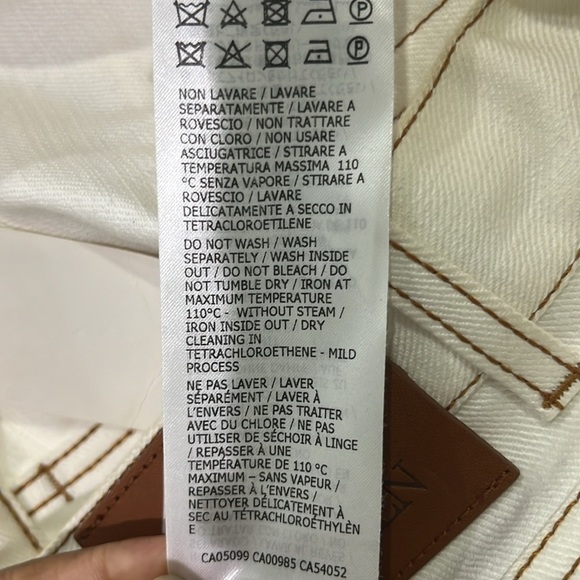 NON LAVARE / LAVARE
SEPARATAMENTE / LAVARE A
ROVESCIO / NON TRATTARE
CON CLORO / NON USARE
ASCIUGATRICE / STIRARE A
TEMPERATURA MASSIMA 110
°C SENZA VAPORE / STIRARE A
ROVESCIO / LAVARE
DELICATAMENTE A SECCO IN
TETRACLOROETILENE
DO NOT WASH / WASH
SEPARATELY / WASH INSIDE
OUT / DO NOT BLEACH / DO
NOT TUMBLE DRY / IRON AT
MAXIMUM TEMPERATURE
110°C - WITHOUT STEAM /
IRON INSIDE OUT / DRY
CLEANING IN
TETRACHLOROETHENE - MILD
PROCESS
NE PAS LAVER / LAVER
SÉPARÉMENT / LAVER À
L'ENVERS / NE PAS TRAITER
AVEC DU CHLORE / NE PAS
UTILISER DE SÉCHOIR À LINGE
/ REPASSER À UNE
TEMPÉRATURE DE 110 °C
MAXIMUM – SANS VAPEUR /
REPASSER À L'ENVERS /
NETTOYER DÉLICATEMENT À
SEC AU TÉTRACHLOROÉTHYLÈN
E
CA05099 CA00985 CA54052